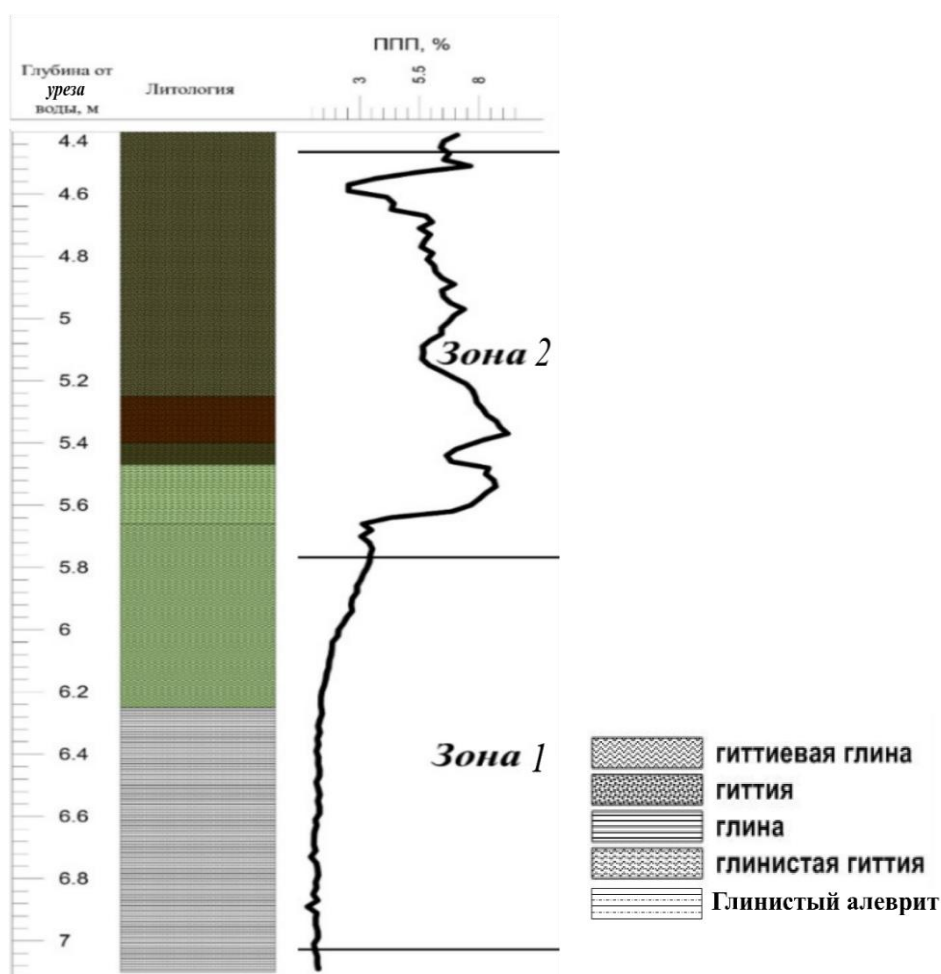 ППП, %
Глубина от
уреза
воды, м
Литология
3
5.5
8
4.4
4.6
4.8
5
5.2
5.4
5.6
5.8
6
6.2
6.4
6.6
6.8
7
Зона 2
Зона 1
гиттиевая глина
гиттия
глина
глинистая гиттия
Глинистый алеврит